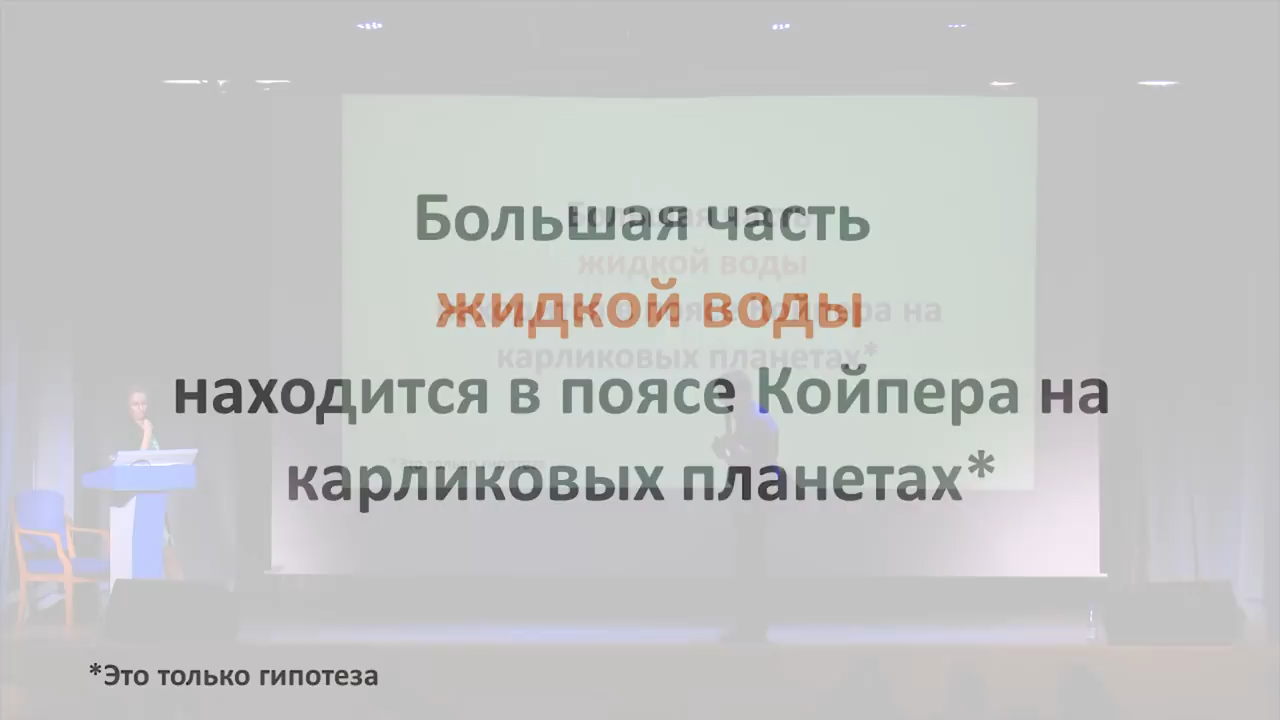 Большая часть
жидкой воды
находится в поясе Койпера на
карликовых планетах*
*Это только гипотеза